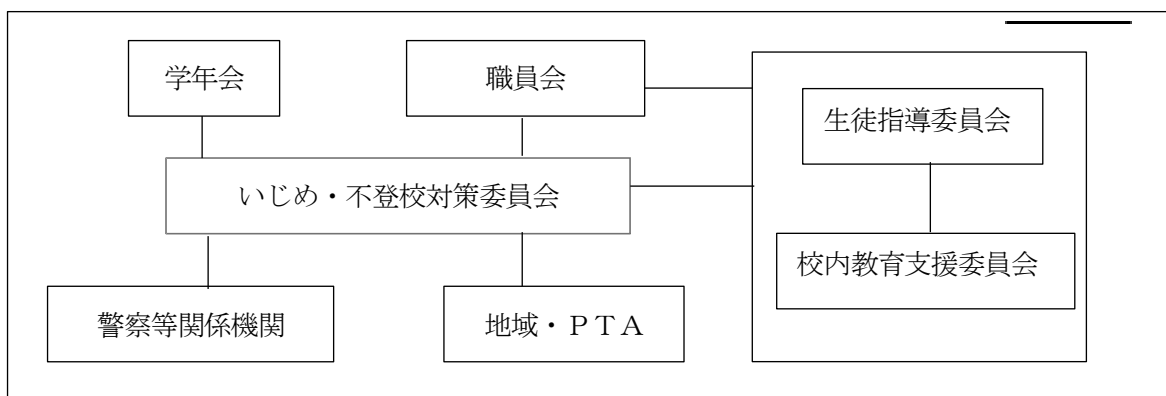 学年会
職員会
生徒指導委員会
いじめ・不登校対策委員会
校内教育支援委員会
警察等関係機関
地域・ＰＴＡ